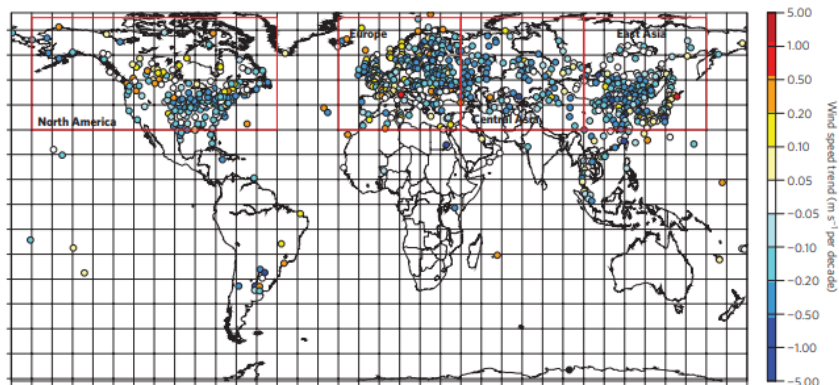 Europe
East Asia
North America
Central Asia
5.00
1.00
0.50
0.20
0.10
0.05
−0.05
−0.10
−0.20
−0.50
−1.00
−5.00
Wind speed trend (m s⁻¹ per decade)